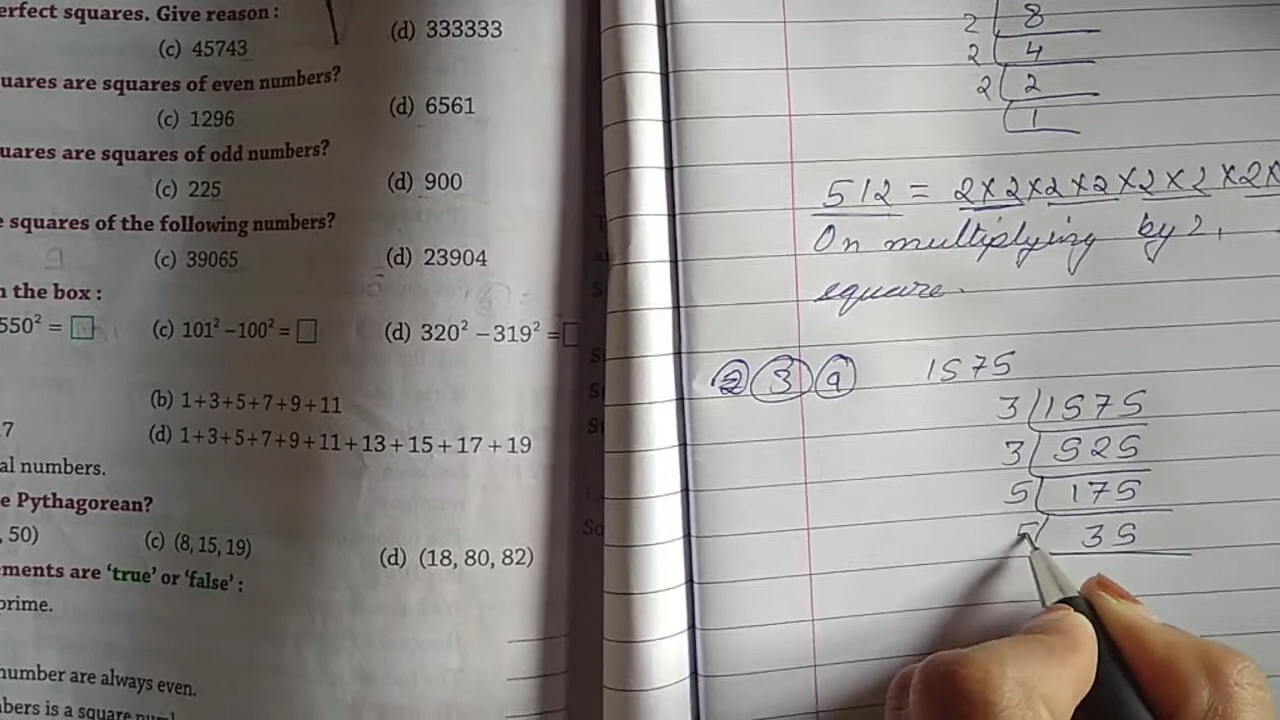 erfect squares. Give reason :
(c) 45743 (d) 333333
uares are squares of even numbers?
(c) 1296 (d) 6561
uares are squares of odd numbers?
(c) 225 (d) 900
e squares of the following numbers?
(c) 39065 (d) 23904
n the box :
550² = □ (c) 101² – 100² = □ (d) 320² – 319² = □
(b) 1+3+5+7+9+11
7 (d) 1+3+5+7+9+11+13+15+17+19
al numbers.
e Pythagorean?
, 50) (c) (8, 15, 19) (d) (18, 80, 82)
ements are 'true' or 'false' :
prime.
number are always even.
bers is a square
2 8
2 4
2 2
1
512 = 2×2×2×2×2×2×2×
On multiplying by 2,
square.
2 3 a 1575
3 1575
3 525
5 175
5 35